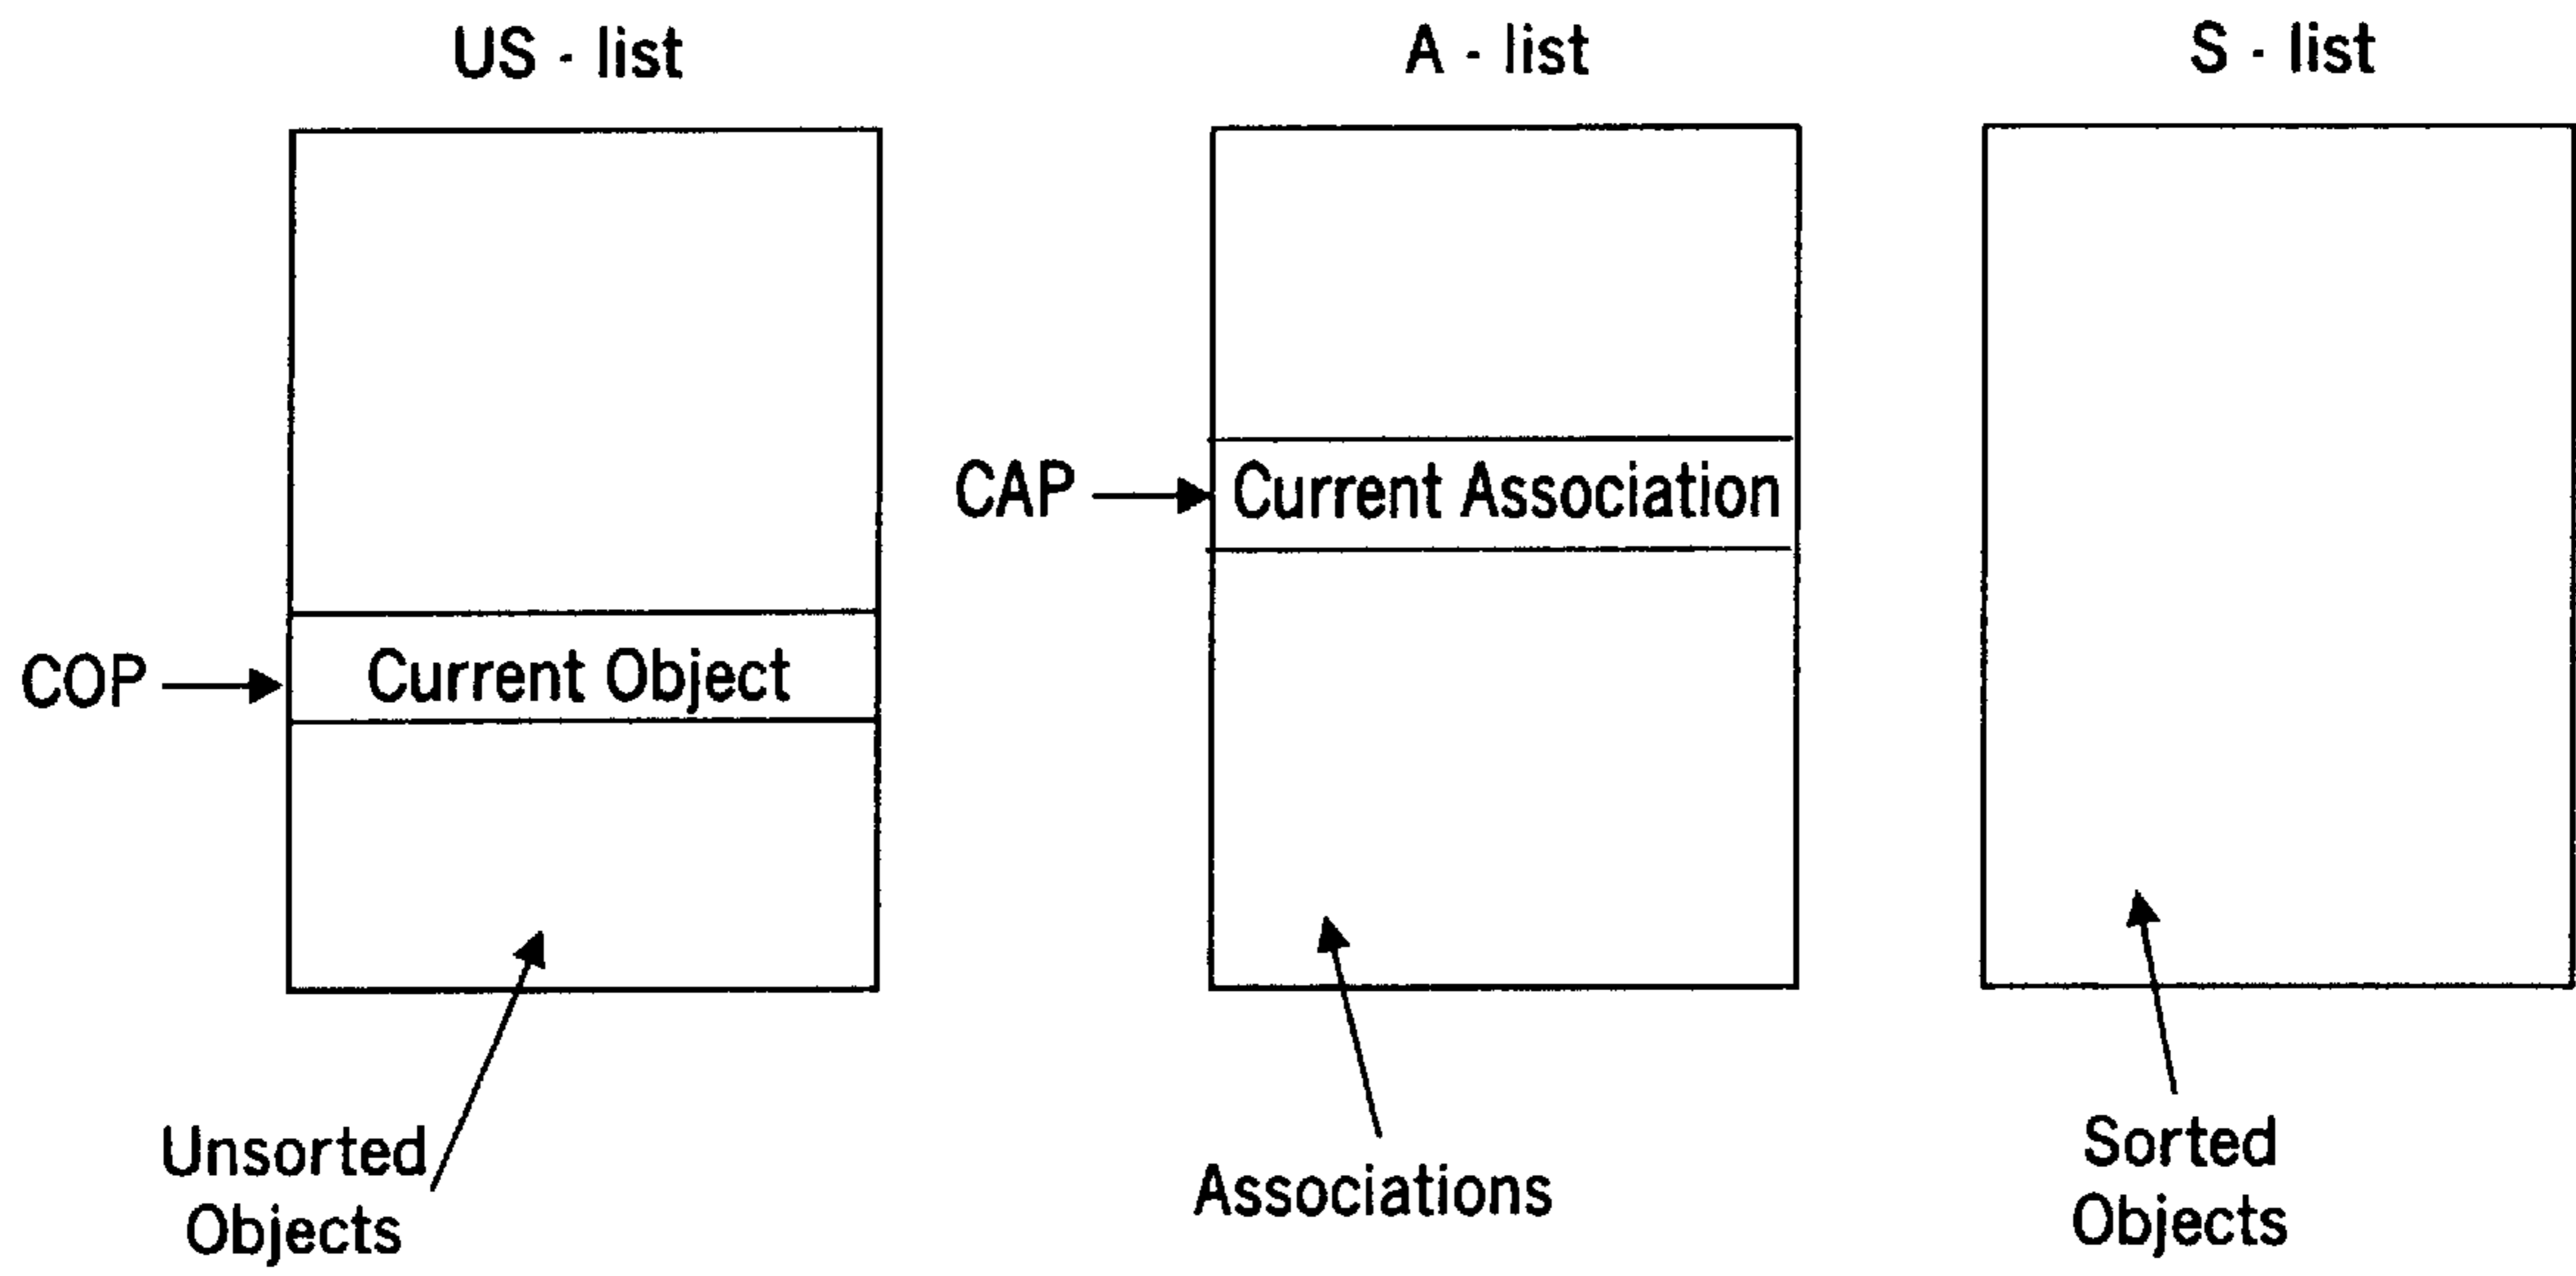 US - list
A - list
S - list
CAP
Current Association
COP
Current Object
Unsorted
Objects
Associations
Sorted
Objects